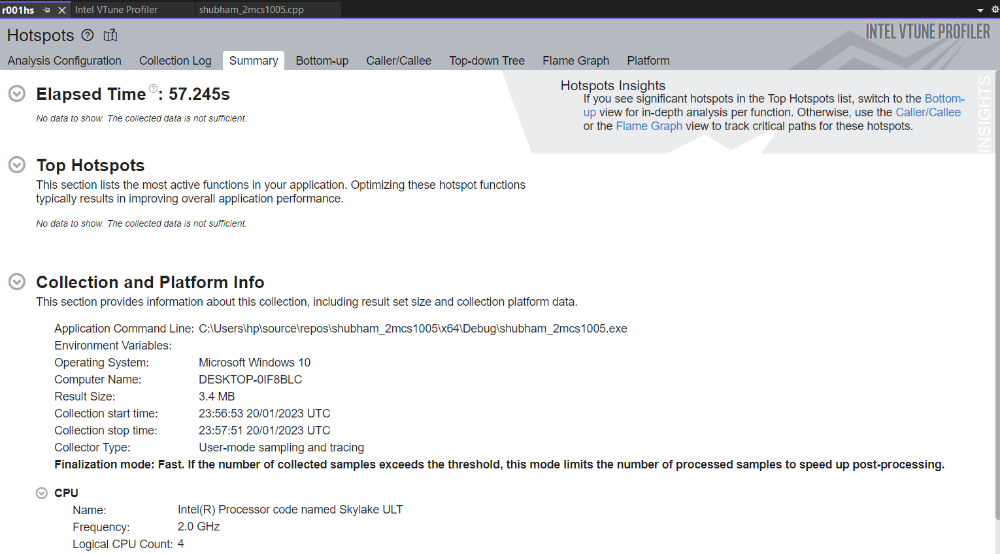 r001hs
Intel VTune Profiler
shubham_2mcs1005.cpp
Hotspots
INTEL VTUNE PROFILER
Analysis Configuration
Collection Log
Summary
Bottom-up
Caller/Callee
Top-down Tree
Flame Graph
Platform
Elapsed Time ? : 57.245s
No data to show. The collected data is not sufficient.
Hotspots Insights
If you see significant hotspots in the Top Hotspots list, switch to the Bottom-
up view for in-depth analysis per function. Otherwise, use the Caller/Callee
or the Flame Graph view to track critical paths for these hotspots.
INSIGHTS
Top Hotspots
This section lists the most active functions in your application. Optimizing these hotspot functions
typically results in improving overall application performance.
No data to show. The collected data is not sufficient.
Collection and Platform Info
This section provides information about this collection, including result set size and collection platform data.
Application Command Line: C:\Users\hp\source\repos\shubham_2mcs1005\x64\Debug\shubham_2mcs1005.exe
Environment Variables:
Operating System: Microsoft Windows 10
Computer Name: DESKTOP-0IF8BLC
Result Size: 3.4 MB
Collection start time: 23:56:53 20/01/2023 UTC
Collection stop time: 23:57:51 20/01/2023 UTC
Collector Type: User-mode sampling and tracing
Finalization mode: Fast. If the number of collected samples exceeds the threshold, this mode limits the number of processed samples to speed up post-processing.
CPU
Name: Intel(R) Processor code named Skylake ULT
Frequency: 2.0 GHz
Logical CPU Count: 4